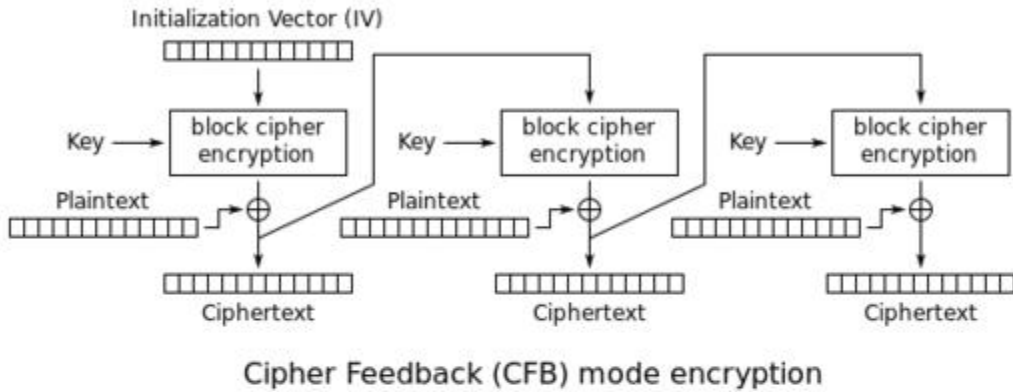 Initialization Vector (IV)
Key
block cipher
encryption
Plaintext
Ciphertext
Key
block cipher
encryption
Plaintext
Ciphertext
Key
block cipher
encryption
Plaintext
Ciphertext
Cipher Feedback (CFB) mode encryption